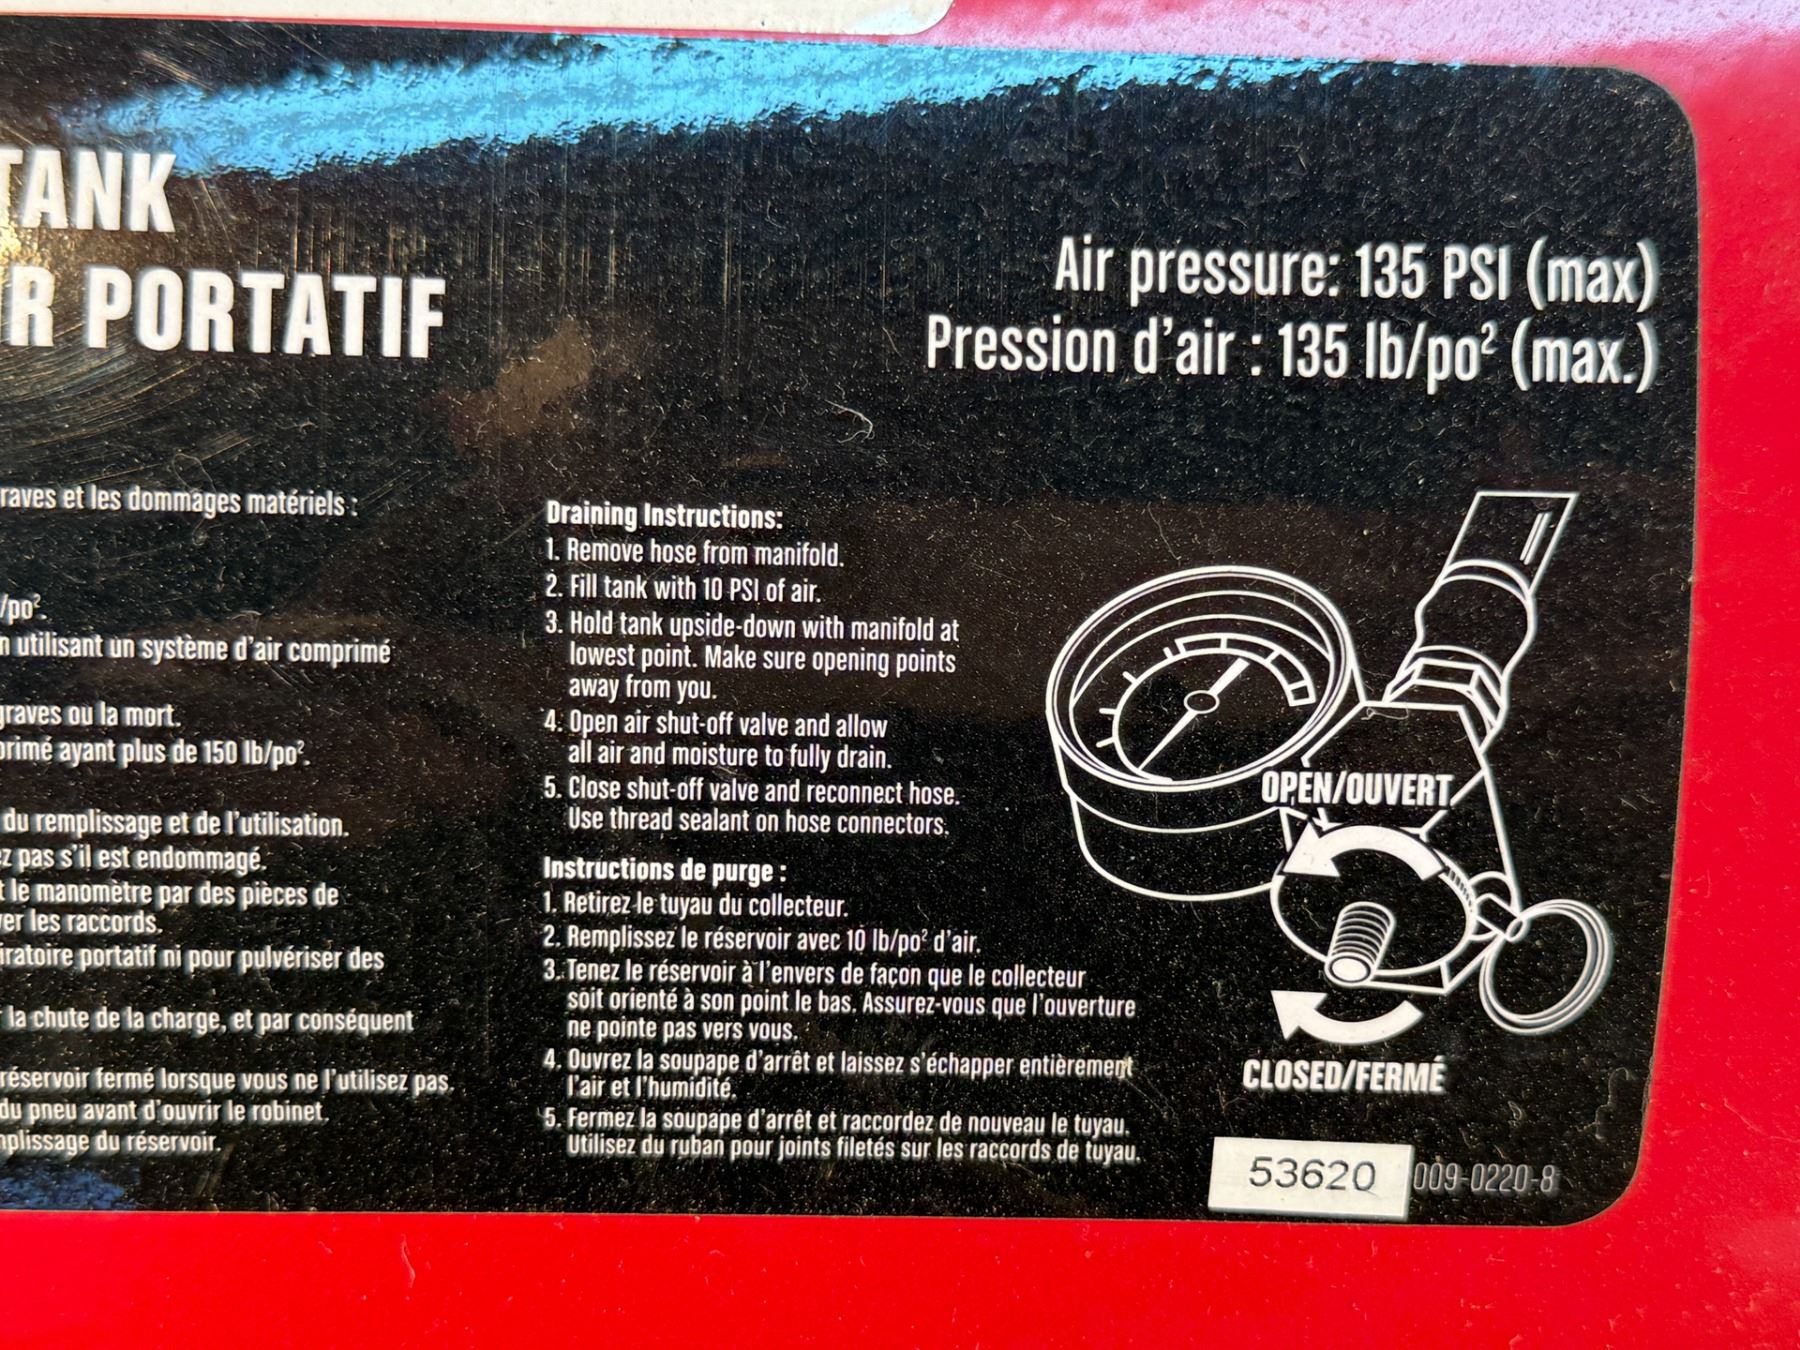 TANK
R PORTATIF
Air pressure: 135 PSI (max)
Pression d'air : 135 lb/po² (max.)
raves et les dommages matériels :
/po².
n utilisant un système d'air comprimé
graves ou la mort.
primé ayant plus de 150 lb/po².
du remplissage et de l'utilisation.
ez pas s'il est endommagé.
t le manomètre par des pièces de
er les raccords.
iratoire portatif ni pour pulvériser des
la chute de la charge, et par conséquent
réservoir fermé lorsque vous ne l'utilisez pas.
du pneu avant d'ouvrir le robinet.
nplissage du réservoir.
Draining Instructions:
1. Remove hose from manifold.
2. Fill tank with 10 PSI of air.
3. Hold tank upside-down with manifold at
lowest point. Make sure opening points
away from you.
4. Open air shut-off valve and allow
all air and moisture to fully drain.
5. Close shut-off valve and reconnect hose.
Use thread sealant on hose connectors.
Instructions de purge :
1. Retirez le tuyau du collecteur.
2. Remplissez le réservoir avec 10 lb/po² d'air.
3. Tenez le réservoir à l'envers de façon que le collecteur
soit orienté à son point le bas. Assurez-vous que l'ouverture
ne pointe pas vers vous.
4. Ouvrez la soupape d'arrêt et laissez s'échapper entièrement
l'air et l'humidité.
5. Fermez la soupape d'arrêt et raccordez de nouveau le tuyau.
Utilisez du ruban pour joints filetés sur les raccords de tuyau.
OPEN/OUVERT
CLOSED/FERMÉ
53620
009-0220-8